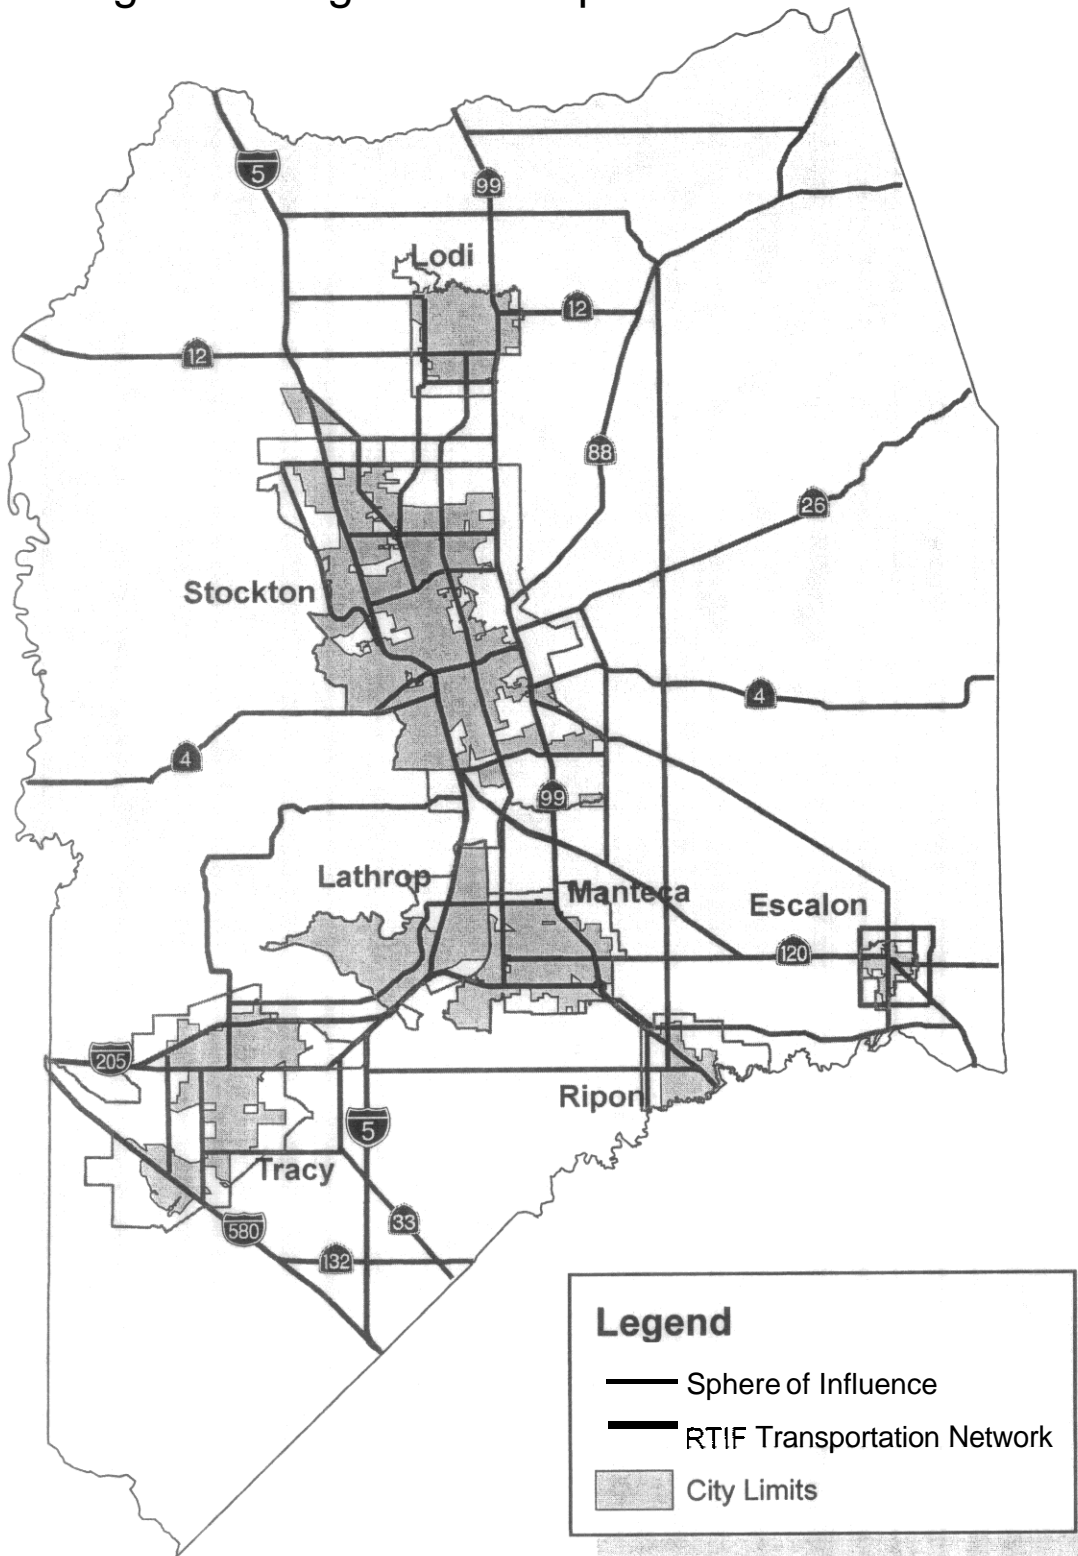 5
99
Lodi
12
12
88
26
Stockton
4
4
99
Lathrop
Manteca
Escalon
120
205
Ripon
5
Tracy
33
580
132
Legend
Sphere of Influence
RTIF Transportation Network
City Limits